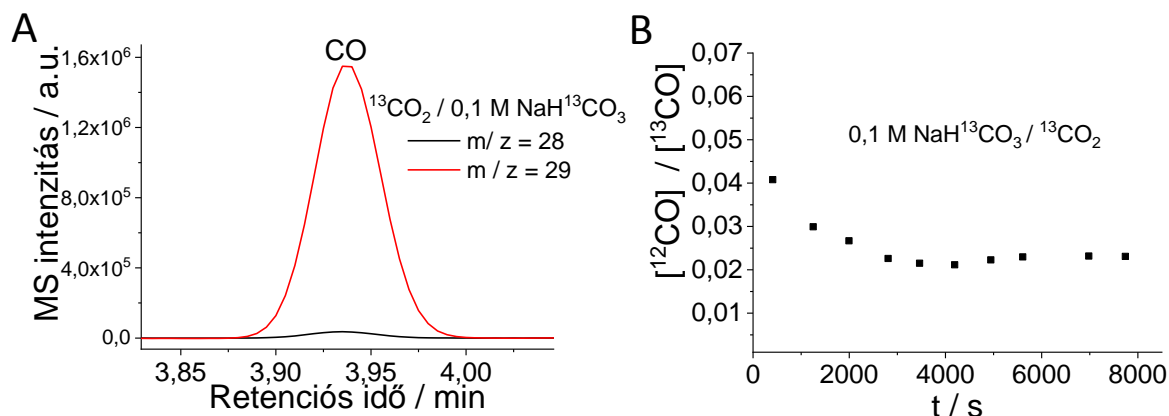 A
MS intenzitás / a.u.
1,6x10⁶
1,2x10⁶
8,0x10⁵
4,0x10⁵
0,0
CO
¹³CO₂ / 0,1 M NaH¹³CO₃
m/ z = 28
m / z = 29
3,85
3,90
3,95
4,00
Retenciós idő / min
B
[¹²CO] / [¹³CO]
0,07
0,06
0,05
0,04
0,03
0,02
0,01
0,00
0,1 M NaH¹³CO₃ / ¹³CO₂
0
2000
4000
6000
8000
t / s